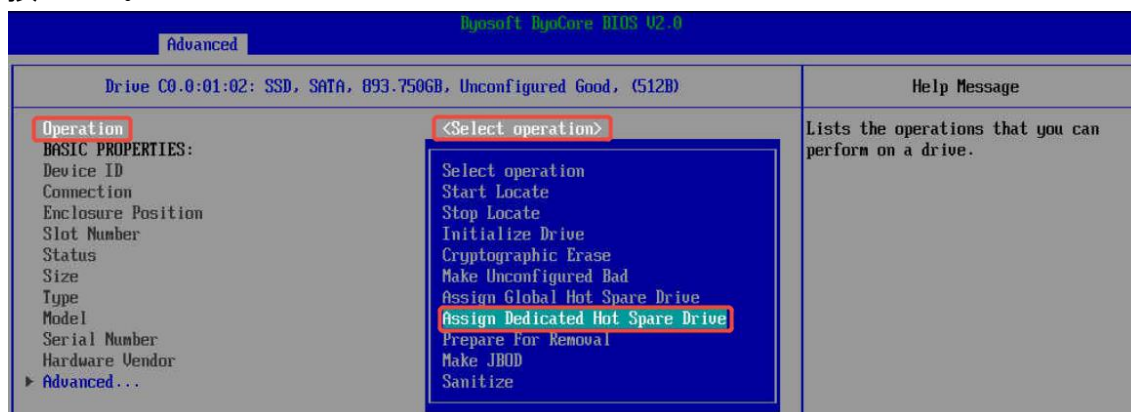 Byosoft ByoCore BIOS V2.0
Advanced
Drive C0.0:01:02: SSD, SATA, 893.750GB, Unconfigured Good, (512B)
Help Message
Operation
<Select operation>
Lists the operations that you can
perform on a drive.
BASIC PROPERTIES:
Device ID
Connection
Enclosure Position
Slot Number
Status
Size
Type
Model
Serial Number
Hardware Vendor
Advanced...
Select operation
Start Locate
Stop Locate
Initialize Drive
Cryptographic Erase
Make Unconfigured Bad
Assign Global Hot Spare Drive
Assign Dedicated Hot Spare Drive
Prepare For Removal
Make JBOD
Sanitize